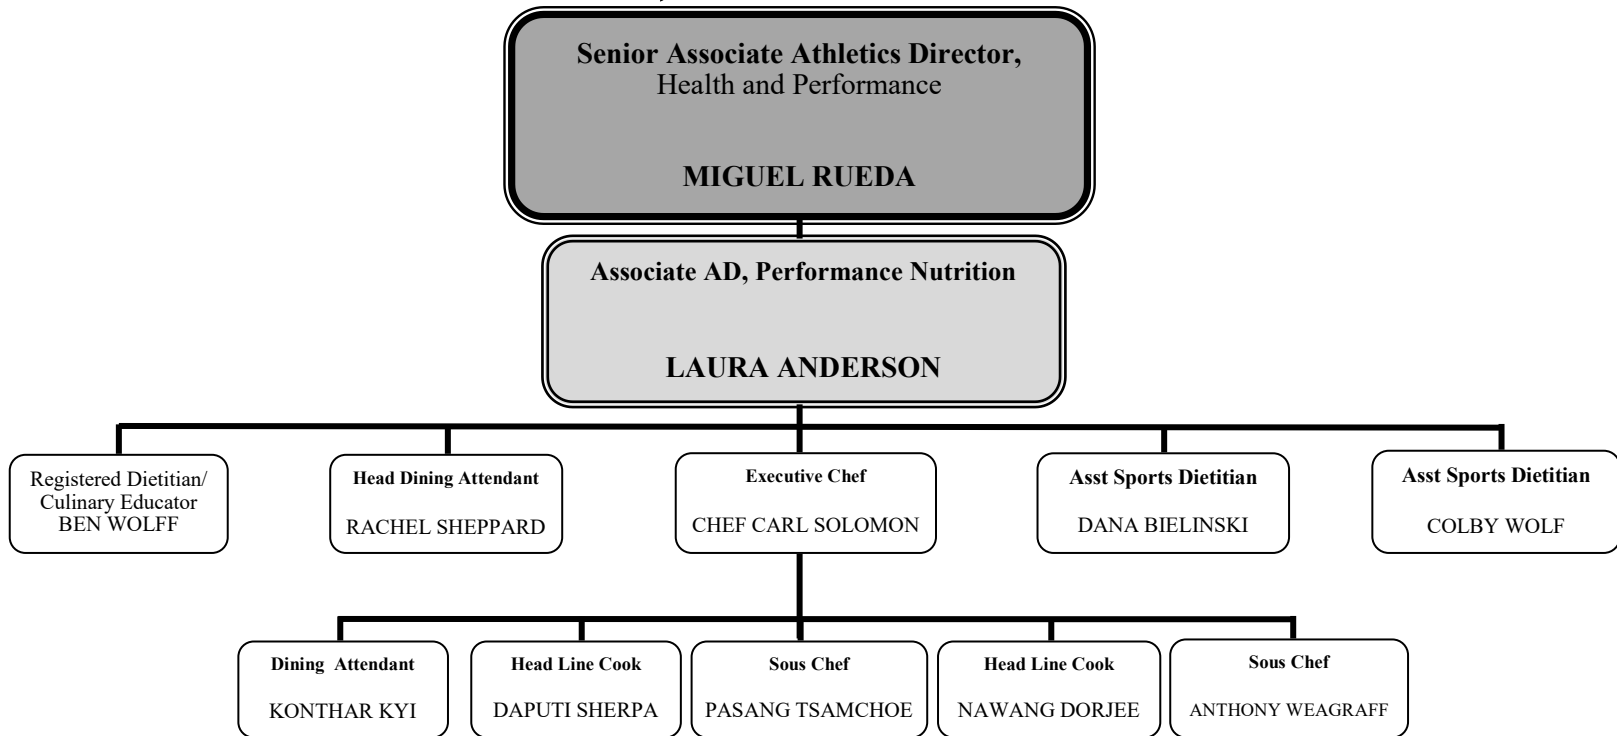 Senior Associate Athletics Director,
Health and Performance
MIGUEL RUEDA
Associate AD, Performance Nutrition
LAURA ANDERSON
Registered Dietitian/
Culinary Educator
BEN WOLFF
Head Dining Attendant
RACHEL SHEPPARD
Executive Chef
CHEF CARL SOLOMON
Asst Sports Dietitian
DANA BIELINSKI
Asst Sports Dietitian
COLBY WOLF
Dining Attendant
KONTHAR KYI
Head Line Cook
DAPUTI SHERPA
Sous Chef
PASANG TSAMCHOE
Head Line Cook
NAWANG DORJEE
Sous Chef
ANTHONY WEAGRAFF